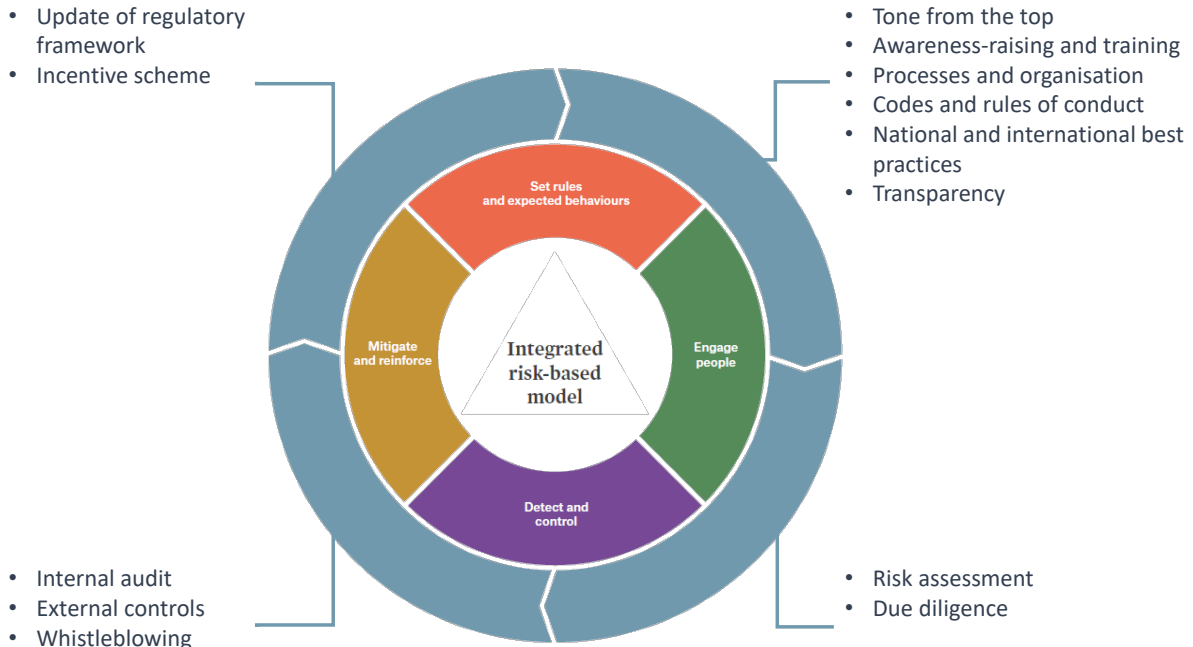 • Update of regulatory
framework
• Incentive scheme
• Tone from the top
• Awareness-raising and training
• Processes and organisation
• Codes and rules of conduct
• National and international best
practices
• Transparency
Set rules
and expected behaviours
Mitigate
and reinforce
Integrated
risk-based
model
Engage
people
Detect and
control
• Internal audit
• External controls
• Whistleblowing
• Risk assessment
• Due diligence